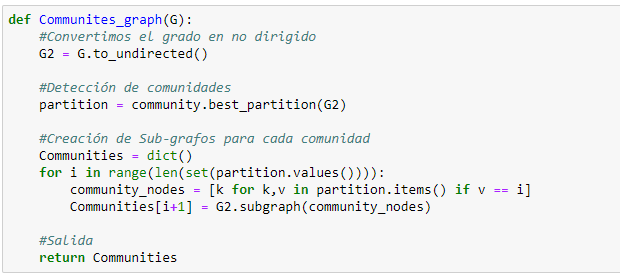 def Communites_graph(G):
    #Convertimos el grado en no dirigido
    G2 = G.to_undirected()

    #Detección de comunidades
    partition = community.best_partition(G2)

    #Creación de Sub-grafos para cada comunidad
    Communities = dict()
    for i in range(len(set(partition.values()))):
        community_nodes = [k for k,v in partition.items() if v == i]
        Communities[i+1] = G2.subgraph(community_nodes)

    #Salida
    return Communities